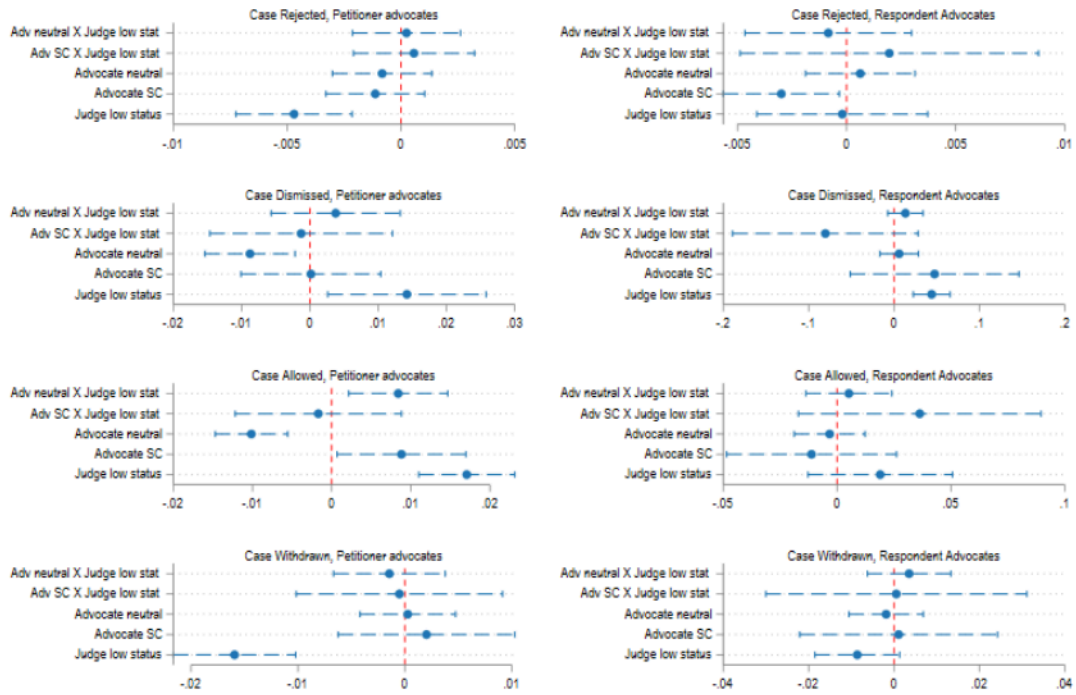 Case Rejected, Petitioner advocates
Adv neutral X Judge low stat
Adv SC X Judge low stat
Advocate neutral
Advocate SC
Judge low status
-.01 -.005 0 .005
Case Rejected, Respondent Advocates
Adv neutral X Judge low stat
Adv SC X Judge low stat
Advocate neutral
Advocate SC
Judge low status
-.005 0 .005 .01
Case Dismissed, Petitioner advocates
Adv neutral X Judge low stat
Adv SC X Judge low stat
Advocate neutral
Advocate SC
Judge low status
-.02 -.01 0 .01 .02 .03
Case Dismissed, Respondent Advocates
Adv neutral X Judge low stat
Adv SC X Judge low stat
Advocate neutral
Advocate SC
Judge low status
-.2 -.1 0 .1 .2
Case Allowed, Petitioner advocates
Adv neutral X Judge low stat
Adv SC X Judge low stat
Advocate neutral
Advocate SC
Judge low status
-.02 -.01 0 .01 .02
Case Allowed, Respondent Advocates
Adv neutral X Judge low stat
Adv SC X Judge low stat
Advocate neutral
Advocate SC
Judge low status
-.05 0 .05 .1
Case Withdrawn, Petitioner advocates
Adv neutral X Judge low stat
Adv SC X Judge low stat
Advocate neutral
Advocate SC
Judge low status
-.02 -.01 0 .01
Case Withdrawn, Respondent Advocates
Adv neutral X Judge low stat
Adv SC X Judge low stat
Advocate neutral
Advocate SC
Judge low status
-.04 -.02 0 .02 .04